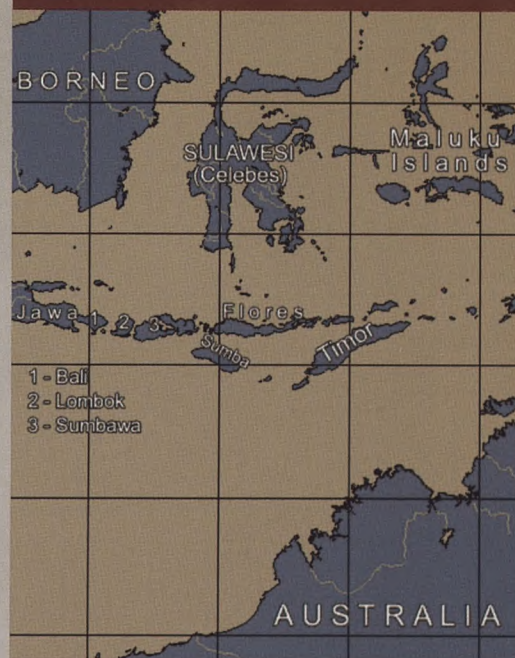 BORNEO
Maluku
Islands
SULAWESI
(Celebes)
Jawa 1 2 3 Flores
Sumba
Timor
1 - Bali
2 - Lombok
3 - Sumbawa
AUSTRALIA